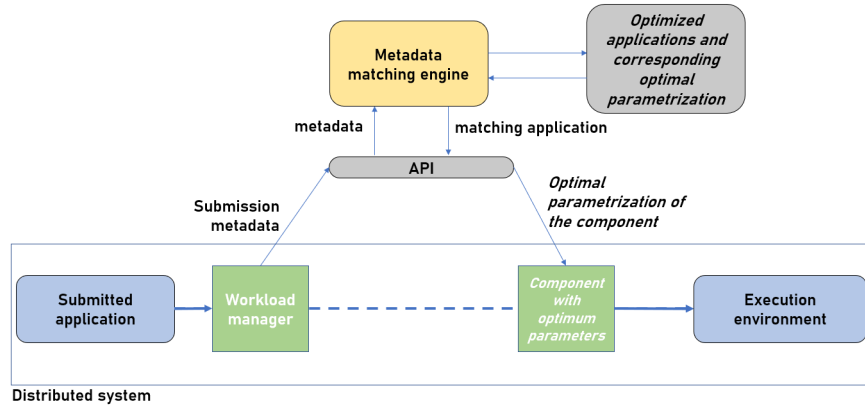 Metadata
matching engine
Optimized
applications and
corresponding
optimal
parametrization
metadata
matching application
API
Submission
metadata
Optimal
parametrization of
the component
Submitted
application
Workload
manager
Component
with
optimum
parameters
Execution
environment
Distributed system